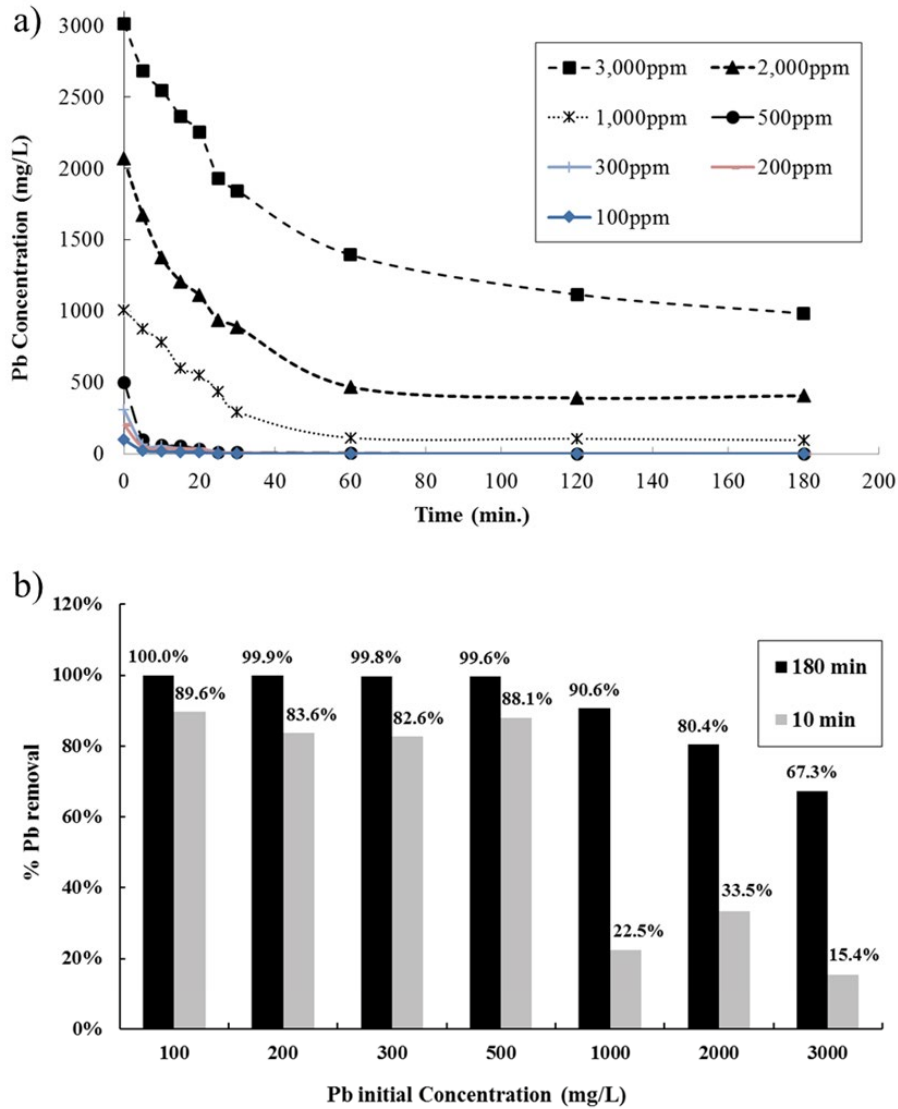 a)
3000
2500
2000
1500
1000
500
0
Pb Concentration (mg/L)
3,000ppm 2,000ppm
1,000ppm 500ppm
300ppm 200ppm
100ppm
0 20 40 60 80 100 120 140 160 180 200
Time (min.)
b)
120%
100%
80%
60%
40%
20%
0%
% Pb removal
180 min
10 min
100.0% 99.9% 99.8% 99.6% 90.6% 80.4% 67.3%
89.6% 83.6% 82.6% 88.1% 22.5% 33.5% 15.4%
100 200 300 500 1000 2000 3000
Pb initial Concentration (mg/L)